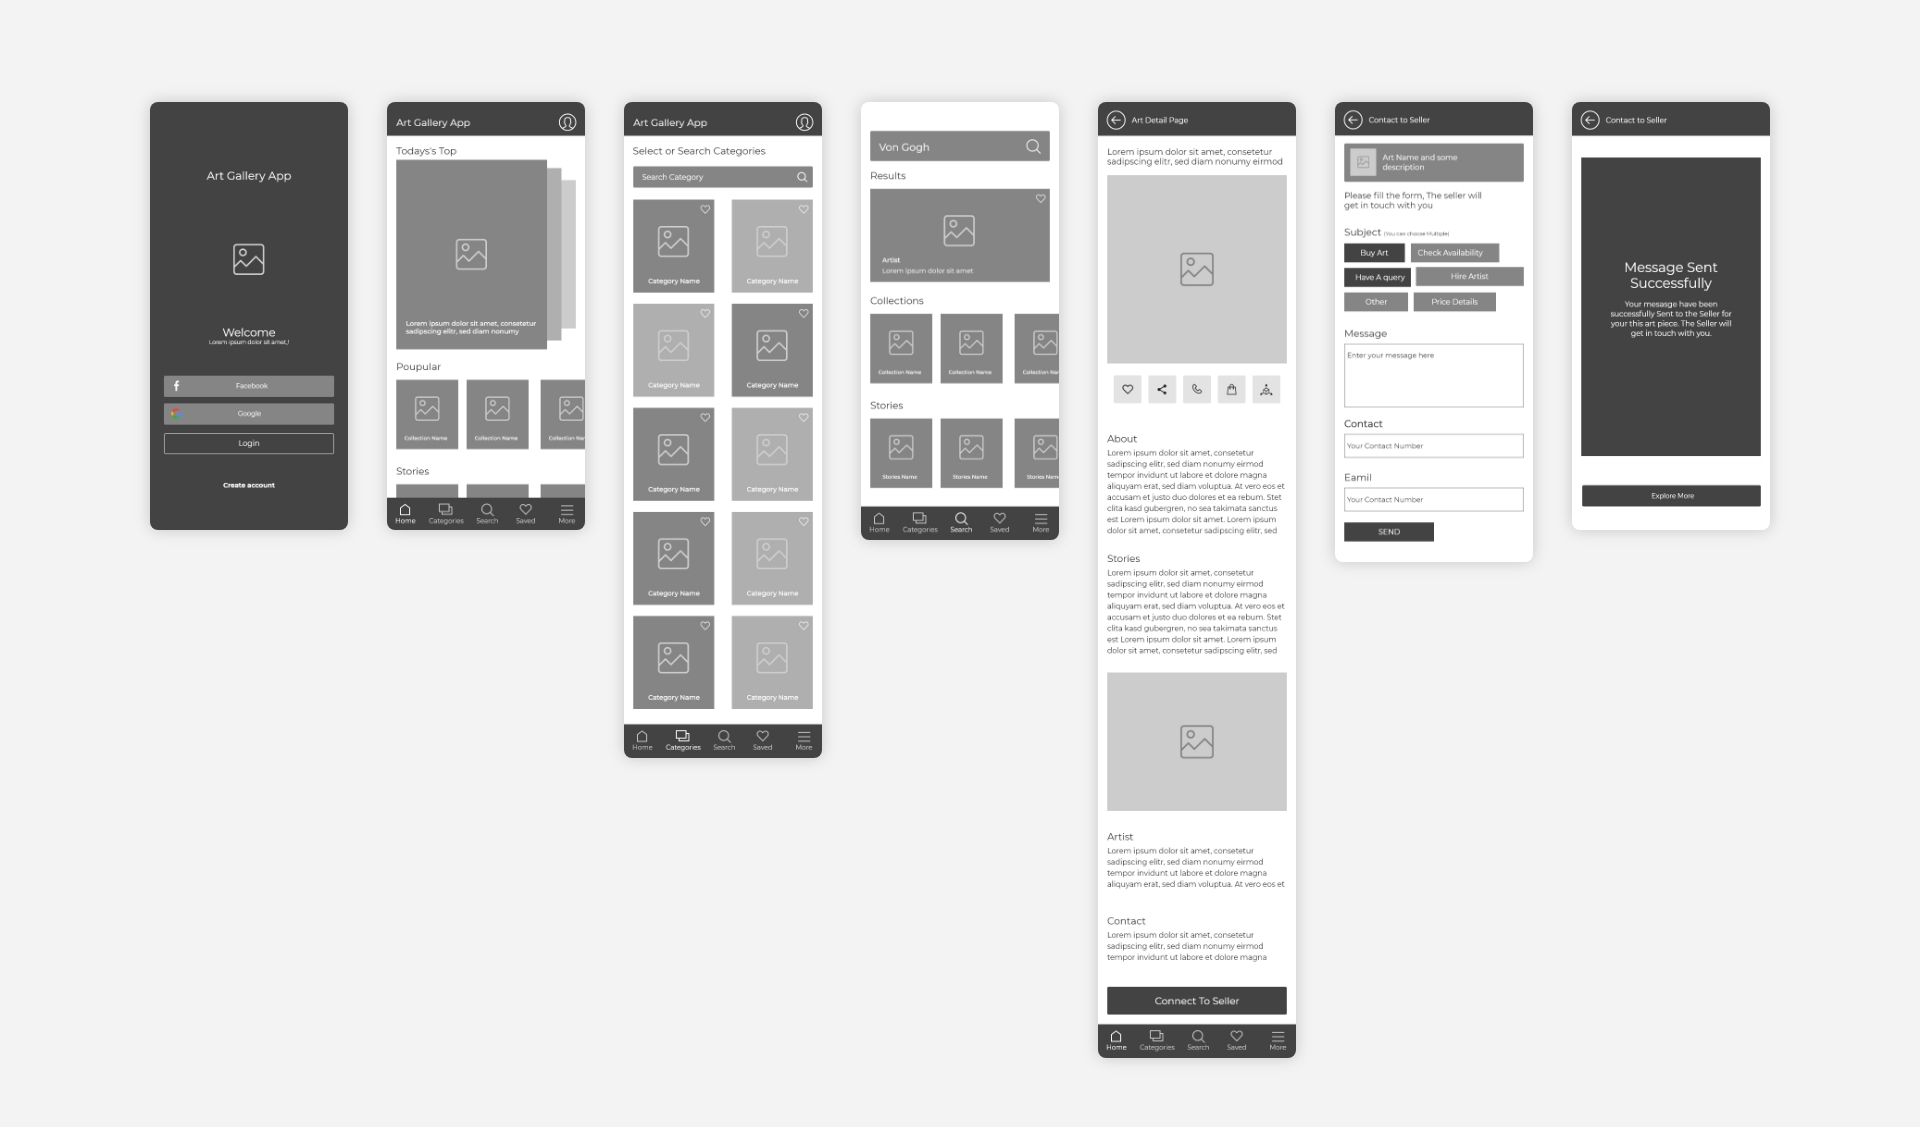 Art Gallery App
Welcome
Lorem ipsum dolor sit amet,!
Facebook
Google
Login
Create account
Art Gallery App
Todays's Top
Lorem ipsum dolor sit amet, consetetur
sadipscing elitr, sed diam nonumy
Poupular
Collection Name
Collection Name
Collection Nam
Stories
Home
Categories
Search
Saved
More
Art Gallery App
Select or Search Categories
Search Category
Category Name
Category Name
Category Name
Category Name
Category Name
Category Name
Category Name
Category Name
Category Name
Category Name
Home
Categories
Search
Saved
More
Von Gogh
Results
Artist
Lorem ipsum dolor sit amet
Collections
Collection Name
Collection Name
Collection Nam
Stories
Stories Name
Stories Name
Stories Name
Home
Categories
Search
Saved
More
Art Detail Page
Lorem ipsum dolor sit amet, consetetur
sadipscing elitr, sed diam nonumy eirmod
About
Lorem ipsum dolor sit amet, consetetur
sadipscing elitr, sed diam nonumy eirmod
tempor invidunt ut labore et dolore magna
aliquyam erat, sed diam voluptua. At vero eos et
accusam et justo duo dolores et ea rebum. Stet
clita kasd gubergren, no sea takimata sanctus
est Lorem ipsum dolor sit amet. Lorem ipsum
dolor sit amet, consetetur sadipscing elitr, sed
Stories
Lorem ipsum dolor sit amet, consetetur
sadipscing elitr, sed diam nonumy eirmod
tempor invidunt ut labore et dolore magna
aliquyam erat, sed diam voluptua. At vero eos et
accusam et justo duo dolores et ea rebum. Stet
clita kasd gubergren, no sea takimata sanctus
est Lorem ipsum dolor sit amet. Lorem ipsum
dolor sit amet, consetetur sadipscing elitr, sed
Artist
Lorem ipsum dolor sit amet, consetetur
sadipscing elitr, sed diam nonumy eirmod
tempor invidunt ut labore et dolore magna
aliquyam erat, sed diam voluptua. At vero eos et
Contact
Lorem ipsum dolor sit amet, consetetur
sadipscing elitr, sed diam nonumy eirmod
tempor invidunt ut labore et dolore magna
Connect To Seller
Home
Categories
Search
Saved
More
Contact to Seller
Art Name and some
description
Please fill the form, The seller will
get in touch with you
Subject (You can choose Multiple)
Buy Art
Check Availability
Have A query
Hire Artist
Other
Price Details
Message
Enter your message here
Contact
Your Contact Number
Eamil
Your Contact Number
SEND
Contact to Seller
Message Sent
Successfully
Your mesasge have been
successfully Sent to the Seller for
your this art piece. The Seller will
get in touch with you.
Explore More